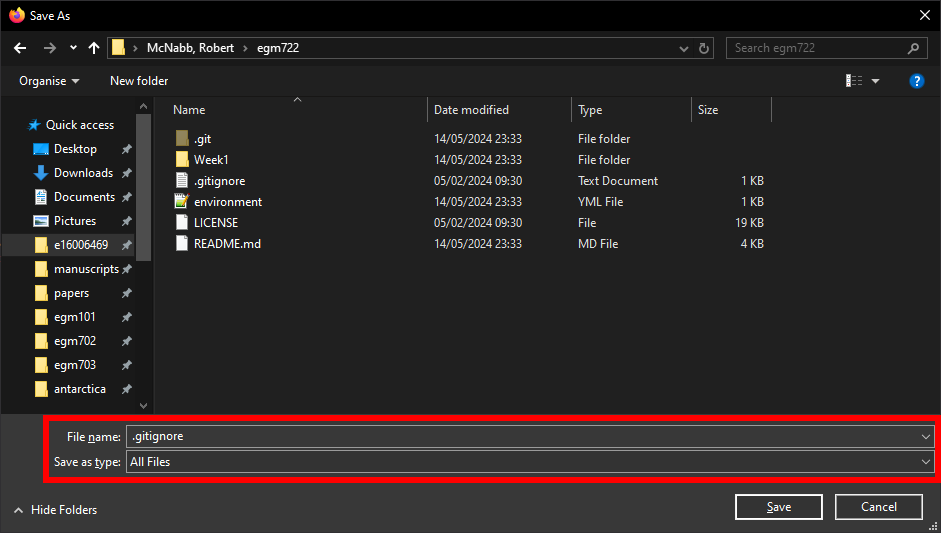 Save As
McNabb, Robert > egm722
Search egm722
Organise New folder
?
Name Date modified Type Size
Quick access
Desktop
Downloads
Documents
Pictures
e16006469
manuscripts
papers
egm101
egm702
egm703
antarctica
.git 14/05/2024 23:33 File folder
Week1 14/05/2024 23:33 File folder
.gitignore 05/02/2024 09:30 Text Document 1 KB
environment 14/05/2024 23:33 YML File 1 KB
LICENSE 05/02/2024 09:30 File 19 KB
README.md 14/05/2024 23:33 MD File 4 KB
File name: .gitignore
Save as type: All Files
Hide Folders
Save Cancel